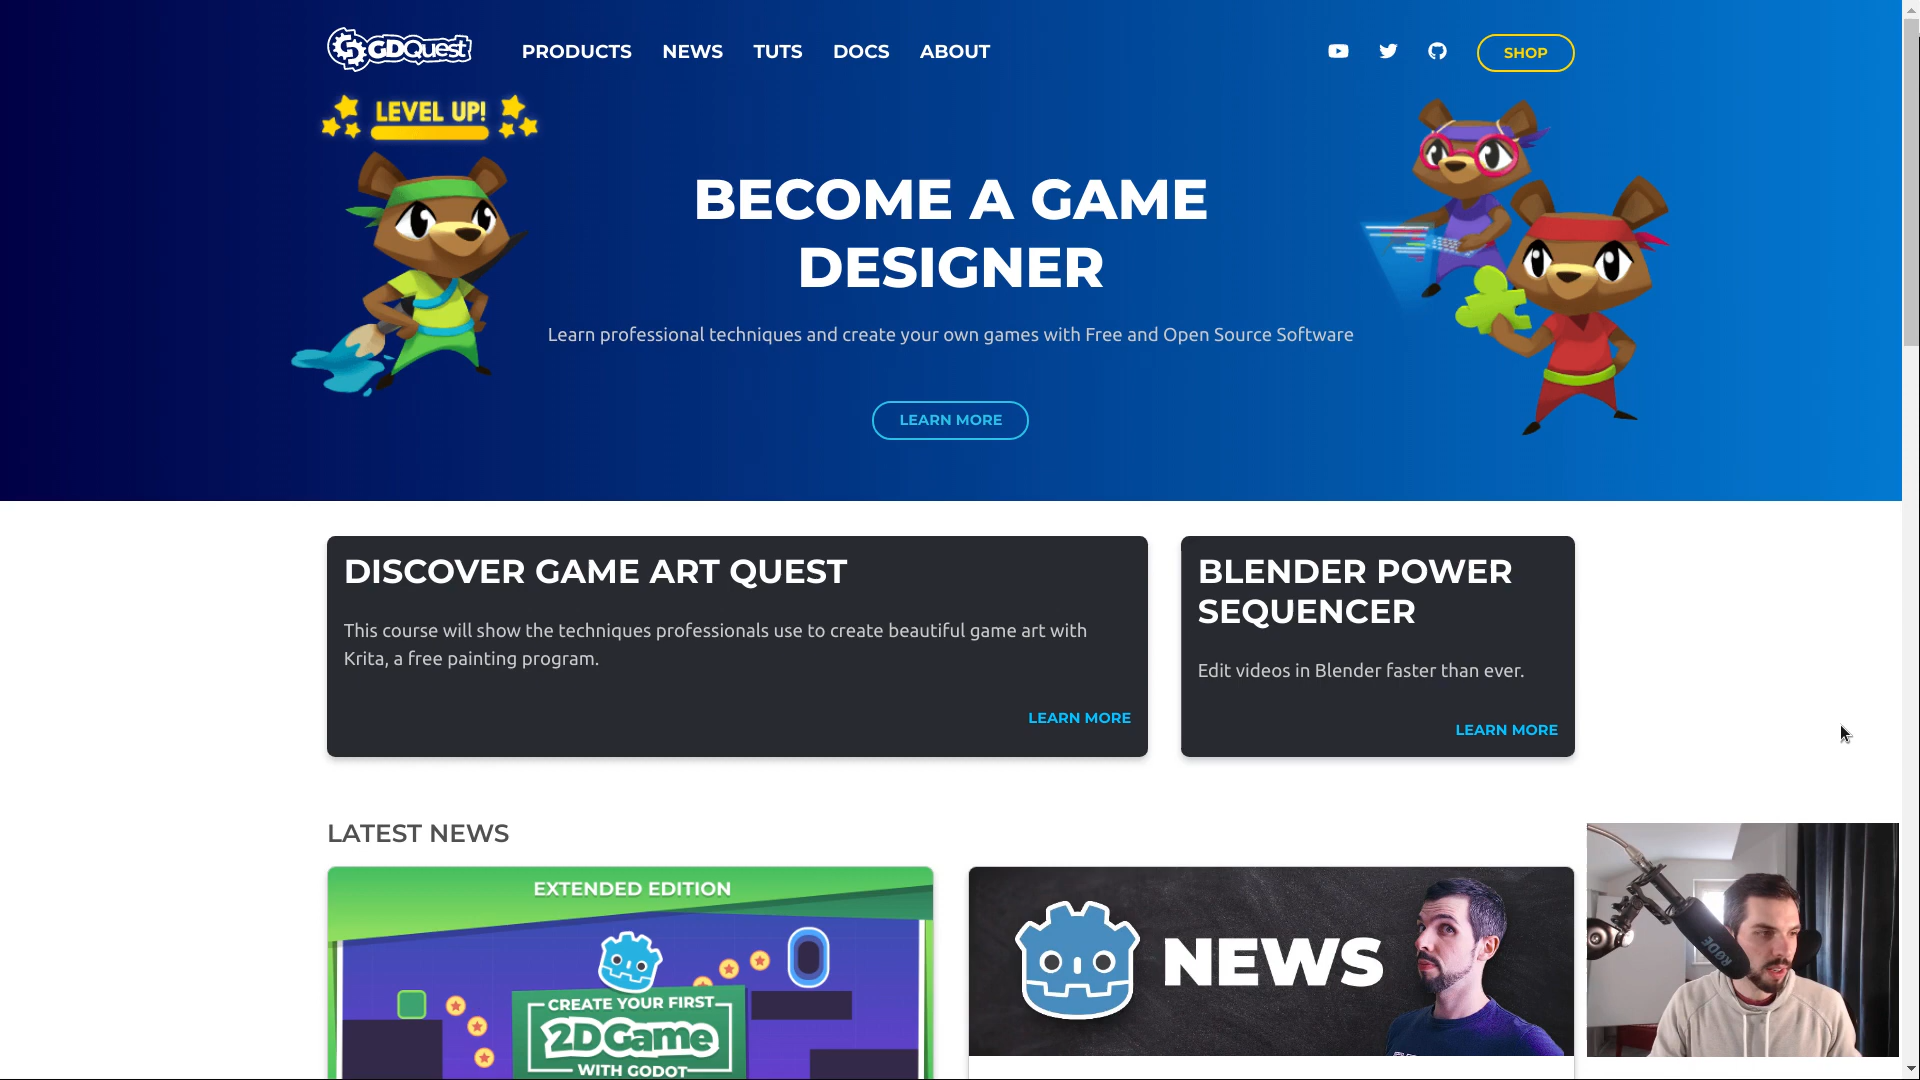 GDQuest
PRODUCTS
NEWS
TUTS
DOCS
ABOUT
SHOP
LEVEL UP!
BECOME A GAME
DESIGNER
Learn professional techniques and create your own games with Free and Open Source Software
LEARN MORE
DISCOVER GAME ART QUEST
This course will show the techniques professionals use to create beautiful game art with
Krita, a free painting program.
LEARN MORE
BLENDER POWER
SEQUENCER
Edit videos in Blender faster than ever.
LEARN MORE
LATEST NEWS
EXTENDED EDITION
CREATE YOUR FIRST
2DGame
WITH GODOT
NEWS
RØDE